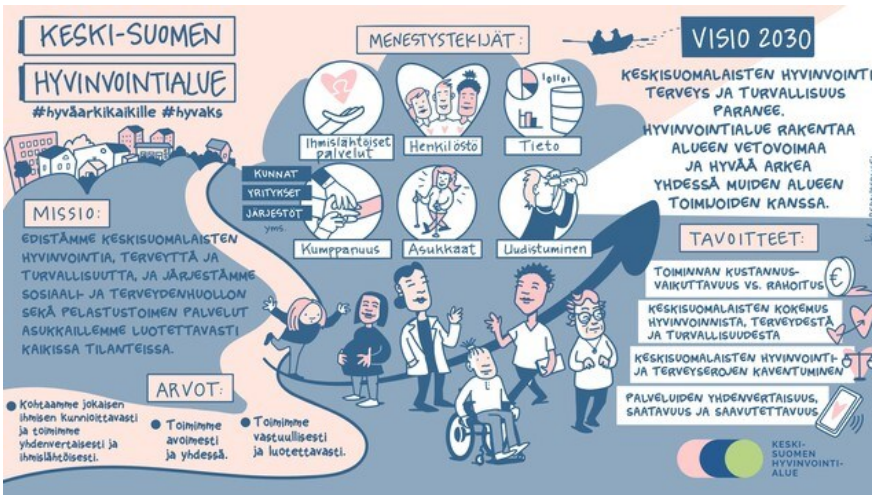 KESKI-SUOMEN
HYVINVOINTIALUE
#hyvääarkikaikille #hyvaks
MISSIO:
EDISTÄMME KESKISUOMALAISTEN
HYVINVOINTIA, TERVEYTTÄ JA
TURVALLISUUTTA, JA JÄRJESTÄMME
SOSIAALI- JA TERVEYDENHUOLLON
SEKÄ PELASTUSTOIMEN PALVELUT
ASUKKAILLEMME LUOTETTAVASTI
KAIKISSA TILANTEISSA.
ARVOT:
Kohtaamme jokaisen
ihmisen kunnioittavasti
ja toimimme
yhdenvertaisesti ja
ihmislähtöisesti.
Toimimme
avoimesti
ja yhdessä.
Toimimme
vastuullisesti
ja luotettavasti.
MENESTYSTEKIJÄT:
Ihmislähtöiset
palvelut
Henkilöstö
Tieto
KUNNAT
YRITYKSET
JÄRJESTÖT
yms.
Kumppanuus
Asukkaat
Uudistuminen
VISIO 2030
KESKISUOMALAISTEN HYVINVOINTI
TERVEYS JA TURVALLISUUS
PARANEE.
HYVINVOINTIALUE RAKENTAA
ALUEEN VETOVOIMAA
JA HYVÄÄ ARKEA
YHDESSÄ MUIDEN ALUEEN
TOIMIJOIDEN KANSSA.
TAVOITTEET:
TOIMINNAN KUSTANNUS-
VAIKUTTAVUUS VS. RAHOITUS
€
KESKISUOMALAISTEN KOKEMUS
HYVINVOINNISTA, TERVEYDESTÄ
JA TURVALLISUUDESTA
KESKISUOMALAISTEN HYVINVOINTI-
JA TERVEYSEROJEN KAVENTUMINEN
PALVELUIDEN YHDENVERTAISUUS,
SAATAVUUS JA SAAVUTETTAVUUS
KESKI-
SUOMEN
HYVINVOINTI-
ALUE